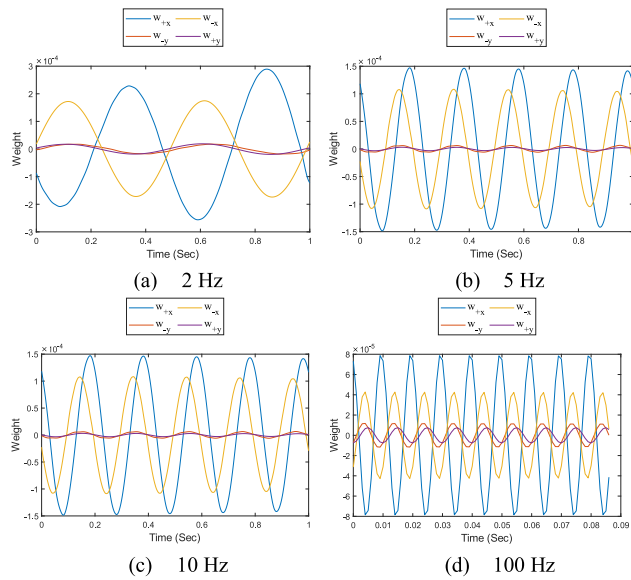 w+x w-x
w-y w+y
w+x w-x
w-y w+y
× 10-4
3
2
1
0
-1
-2
-3
Weight
0 0.2 0.4 0.6 0.8 1
Time (Sec)
(a) 2 Hz
× 10-4
1.5
1
0.5
0
-0.5
-1
-1.5
Weight
0 0.2 0.4 0.6 0.8
Time (Sec)
(b) 5 Hz
w+x w-x
w-y w+y
w+x w-x
w-y w+y
× 10-4
1.5
1
0.5
0
-0.5
-1
-1.5
Weight
0 0.2 0.4 0.6 0.8 1
Time (Sec)
(c) 10 Hz
× 10-5
8
6
4
2
0
-2
-4
-6
-8
Weight
0 0.01 0.02 0.03 0.04 0.05 0.06 0.07 0.08 0.09
Time (Sec)
(d) 100 Hz